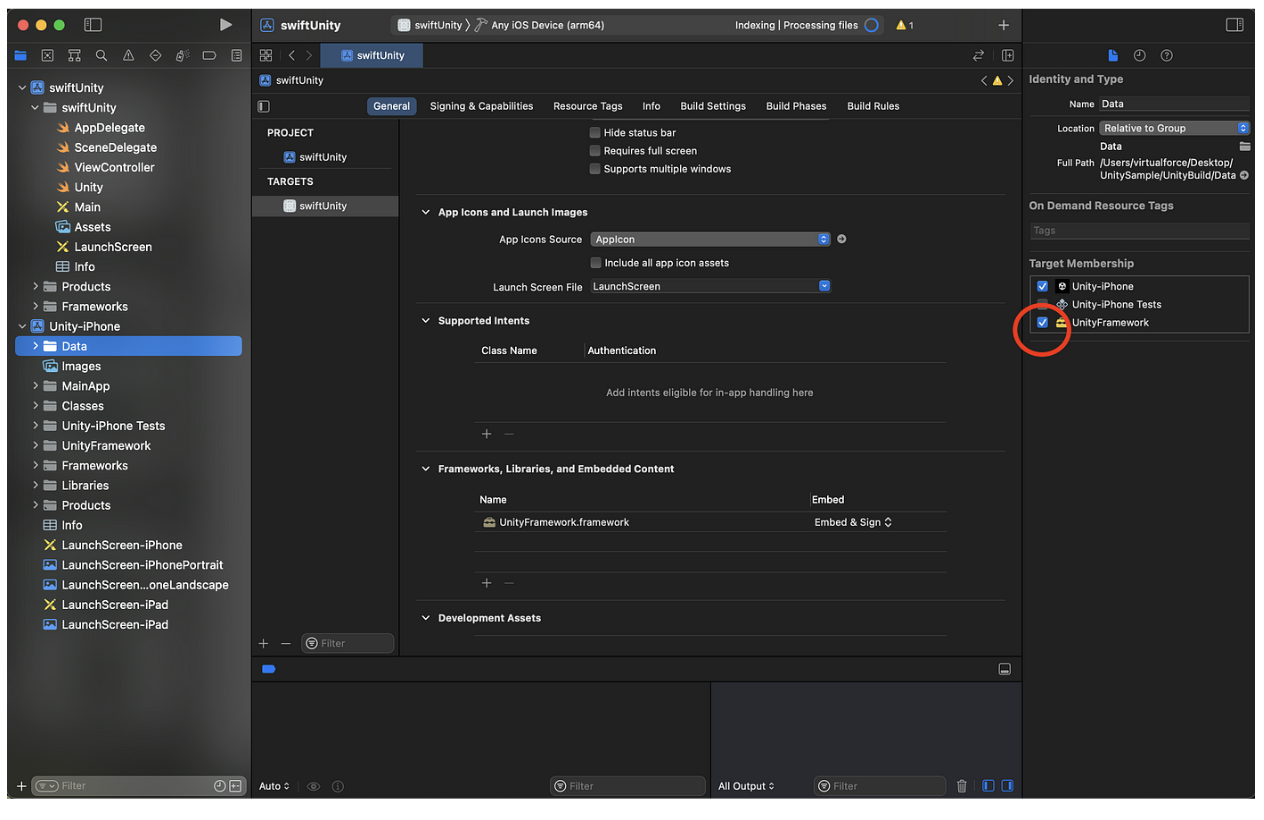 swiftUnity
swiftUnity 〉 Any iOS Device (arm64)
Indexing | Processing files
1
swiftUnity
swiftUnity
swiftUnity
swiftUnity
AppDelegate
SceneDelegate
ViewController
Unity
Main
Assets
LaunchScreen
Info
Products
Frameworks
Unity-iPhone
Data
Images
MainApp
Classes
Unity-iPhone Tests
UnityFramework
Frameworks
Libraries
Products
Info
LaunchScreen-iPhone
LaunchScreen-iPhonePortrait
LaunchScreen...oneLandscape
LaunchScreen-iPad
LaunchScreen-iPad
Filter
General Signing & Capabilities Resource Tags Info Build Settings Build Phases Build Rules
PROJECT
swiftUnity
TARGETS
swiftUnity
Filter
Hide status bar
Requires full screen
Supports multiple windows
App Icons and Launch Images
App Icons Source AppIcon
Include all app icon assets
Launch Screen File LaunchScreen
Supported Intents
Class Name Authentication
Add intents eligible for in-app handling here
Frameworks, Libraries, and Embedded Content
Name Embed
UnityFramework.framework Embed & Sign
Development Assets
Auto
Filter
All Output
Filter
Identity and Type
Name Data
Location Relative to Group
Data
Full Path /Users/virtualforce/Desktop/
UnitySample/UnityBuild/Data
On Demand Resource Tags
Tags
Target Membership
Unity-iPhone
Unity-iPhone Tests
UnityFramework